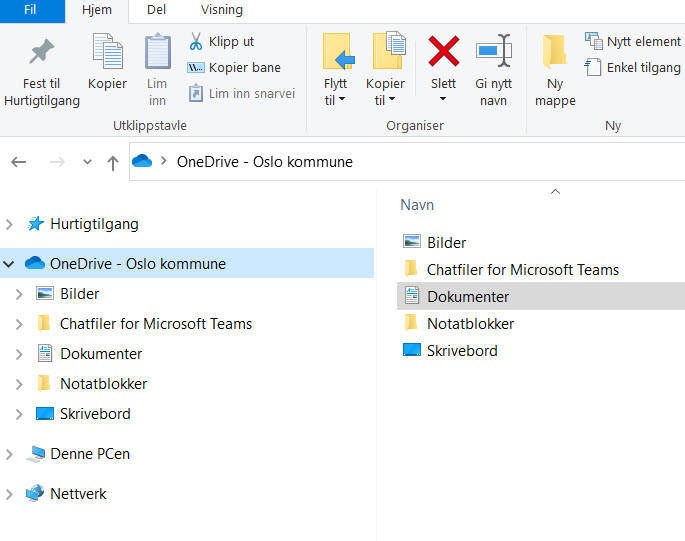 Fil Hjem Del Visning
Fest til
Hurtigtilgang
Kopier
Lim
inn
Klipp ut
Kopier bane
Lim inn snarvei
Utklippstavle
Flytt
til
Kopier
til
Slett
Gi nytt
navn
Organiser
Ny
mappe
Nytt element
Enkel tilgang
Ny
OneDrive - Oslo kommune
Hurtigtilgang
OneDrive - Oslo kommune
Bilder
Chatfiler for Microsoft Teams
Dokumenter
Notatblokker
Skrivebord
Denne PCen
Nettverk
Navn
Bilder
Chatfiler for Microsoft Teams
Dokumenter
Notatblokker
Skrivebord